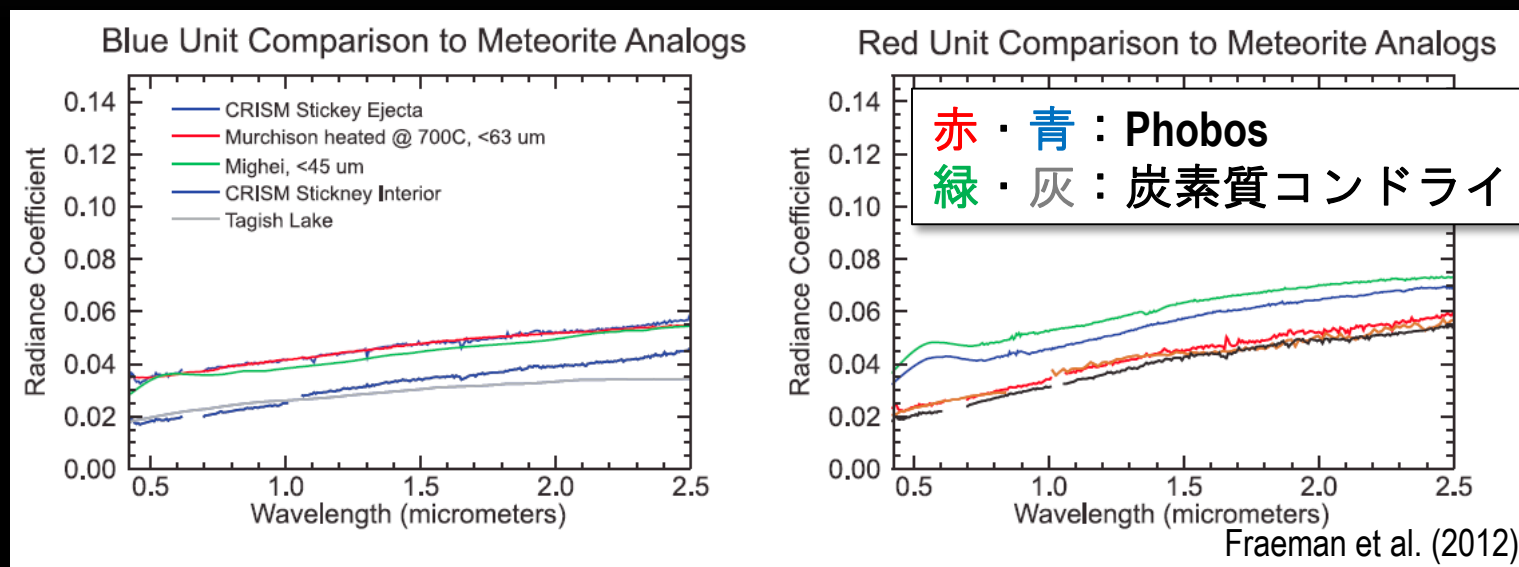 Blue Unit Comparison to Meteorite Analogs
0.14
0.12
0.10
0.08
0.06
0.04
0.02
0.00
Radiance Coefficient
CRISM Stickey Ejecta
Murchison heated @ 700C, <63 um
Mighei, <45 um
CRISM Stickney Interior
Tagish Lake
0.5 1.0 1.5 2.0 2.5
Wavelength (micrometers)
Red Unit Comparison to Meteorite Analogs
0.14
0.12
0.10
0.08
0.06
0.04
0.02
0.00
Radiance Coefficient
赤・青：Phobos
緑・灰：炭素質コンドライ
0.5 1.0 1.5 2.0 2.5
Wavelength (micrometers)
Fraeman et al. (2012)